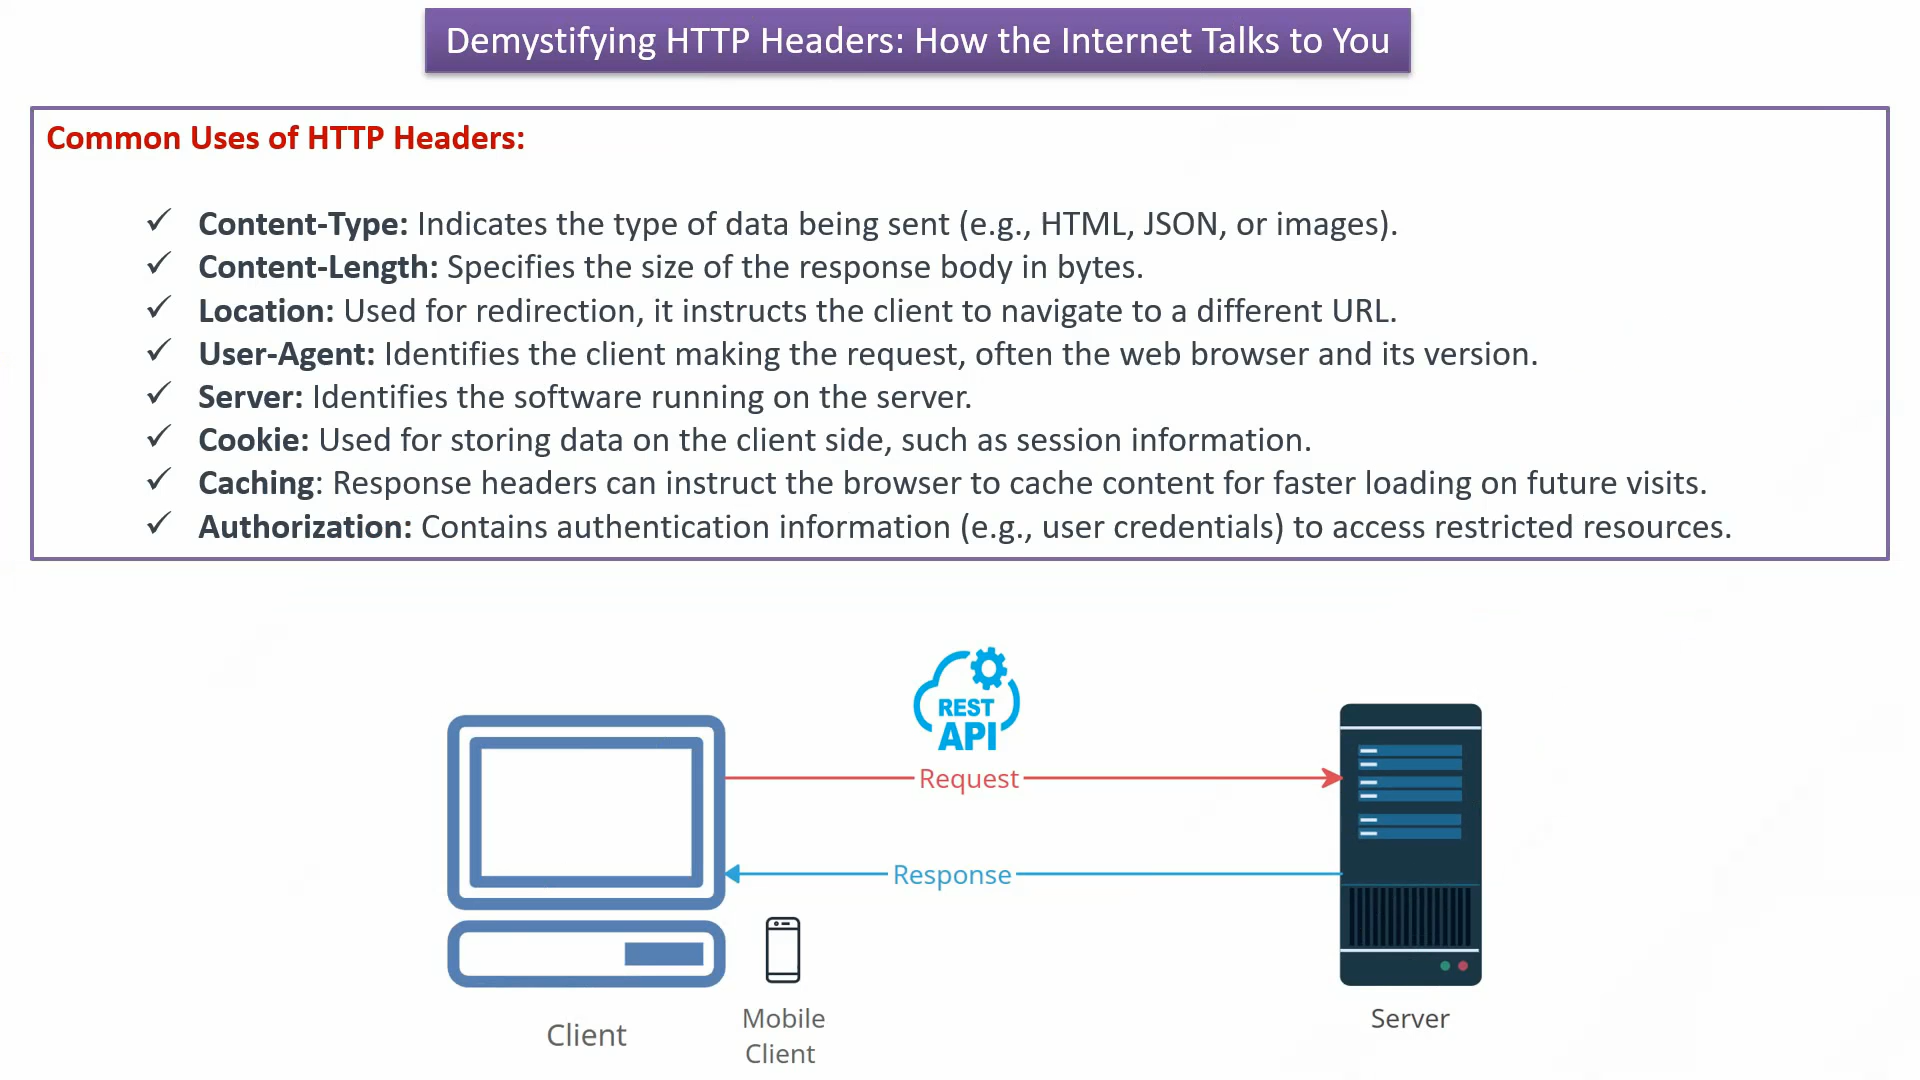 Demystifying HTTP Headers: How the Internet Talks to You
Common Uses of HTTP Headers:
✓ Content-Type: Indicates the type of data being sent (e.g., HTML, JSON, or images).
✓ Content-Length: Specifies the size of the response body in bytes.
✓ Location: Used for redirection, it instructs the client to navigate to a different URL.
✓ User-Agent: Identifies the client making the request, often the web browser and its version.
✓ Server: Identifies the software running on the server.
✓ Cookie: Used for storing data on the client side, such as session information.
✓ Caching: Response headers can instruct the browser to cache content for faster loading on future visits.
✓ Authorization: Contains authentication information (e.g., user credentials) to access restricted resources.
REST
API
Request
Response
Client
Mobile
Client
Server